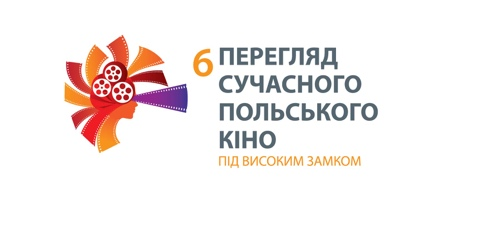 6 ПЕРЕГЛЯД
СУЧАСНОГО
ПОЛЬСЬКОГО
КІНО
ПІД ВИСОКИМ ЗАМКОМ